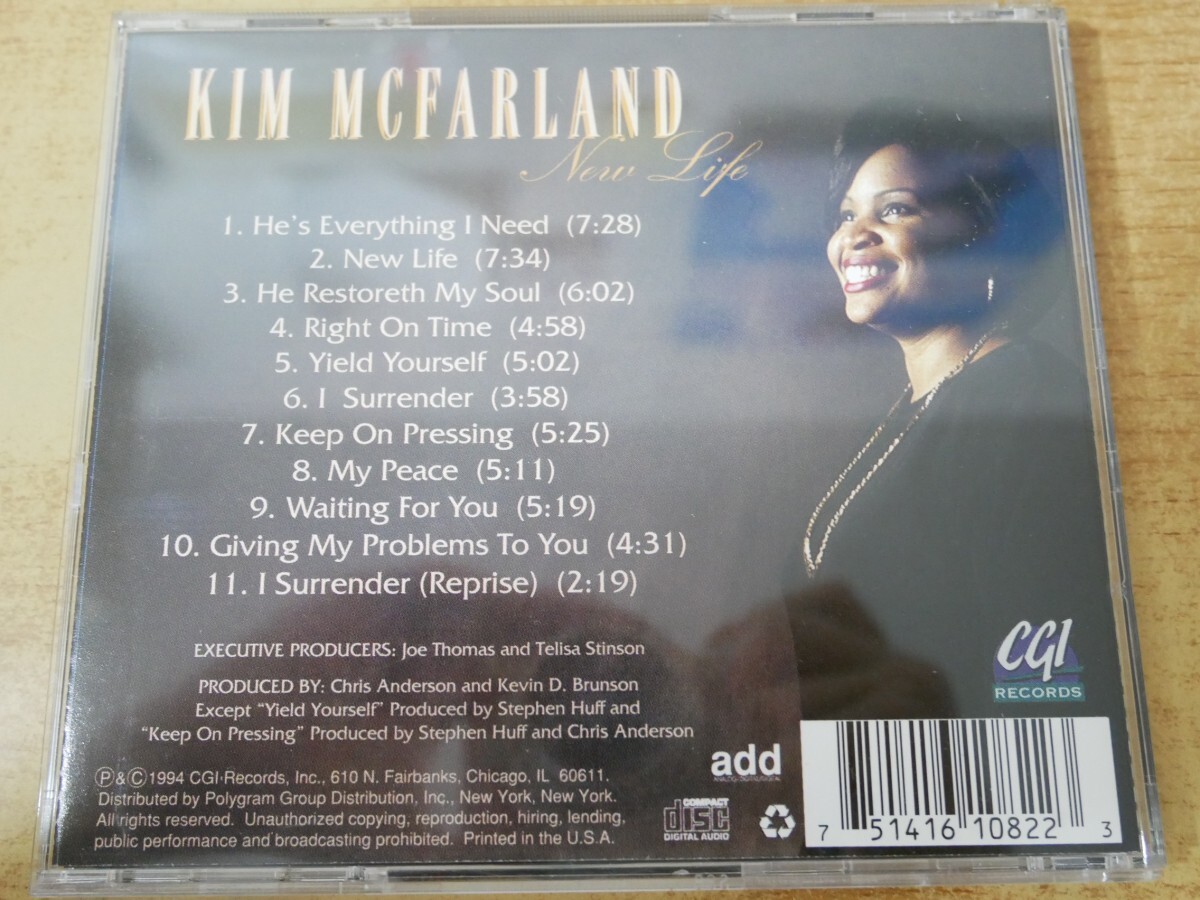 KIM MCFARLAND
New Life
1. He's Everything I Need (7:28)
2. New Life (7:34)
3. He Restoreth My Soul (6:02)
4. Right On Time (4:58)
5. Yield Yourself (5:02)
6. I Surrender (3:58)
7. Keep On Pressing (5:25)
8. My Peace (5:11)
9. Waiting For You (5:19)
10. Giving My Problems To You (4:31)
11. I Surrender (Reprise) (2:19)
EXECUTIVE PRODUCERS: Joe Thomas and Telisa Stinson
PRODUCED BY: Chris Anderson and Kevin D. Brunson
Except "Yield Yourself" Produced by Stephen Huff and
"Keep On Pressing" Produced by Stephen Huff and Chris Anderson
Ⓟ&©1994 CGI Records, Inc., 610 N. Fairbanks, Chicago, IL 60611.
Distributed by Polygram Group Distribution, Inc., New York, New York.
All rights reserved. Unauthorized copying, reproduction, hiring, lending,
public performance and broadcasting prohibited. Printed in the U.S.A.
add
COMPACT
disc
DIGITAL AUDIO
CGI
RECORDS
7 51416 10822 3